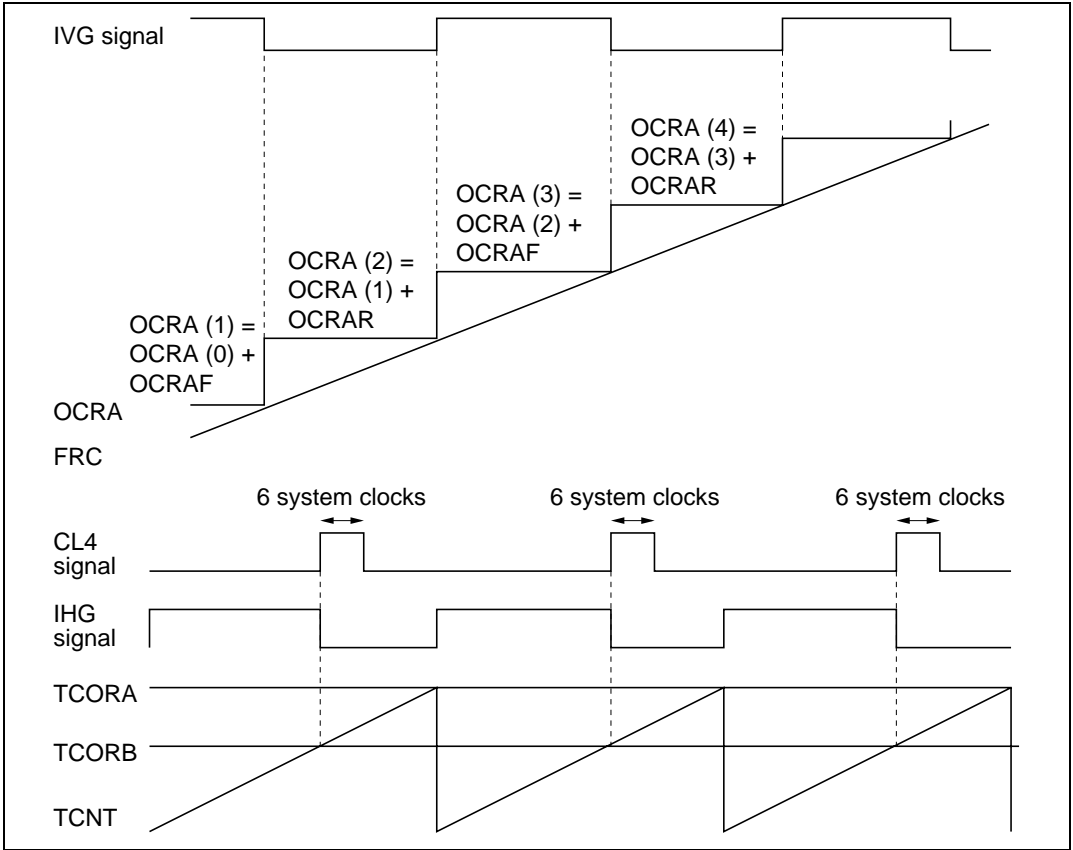 IVG signal
OCRA (4) =
OCRA (3) +
OCRAR
OCRA (3) =
OCRA (2) +
OCRAF
OCRA (2) =
OCRA (1) +
OCRAR
OCRA (1) =
OCRA (0) +
OCRAF
OCRA
FRC
6 system clocks 6 system clocks 6 system clocks
CL4
signal
IHG
signal
TCORA
TCORB
TCNT